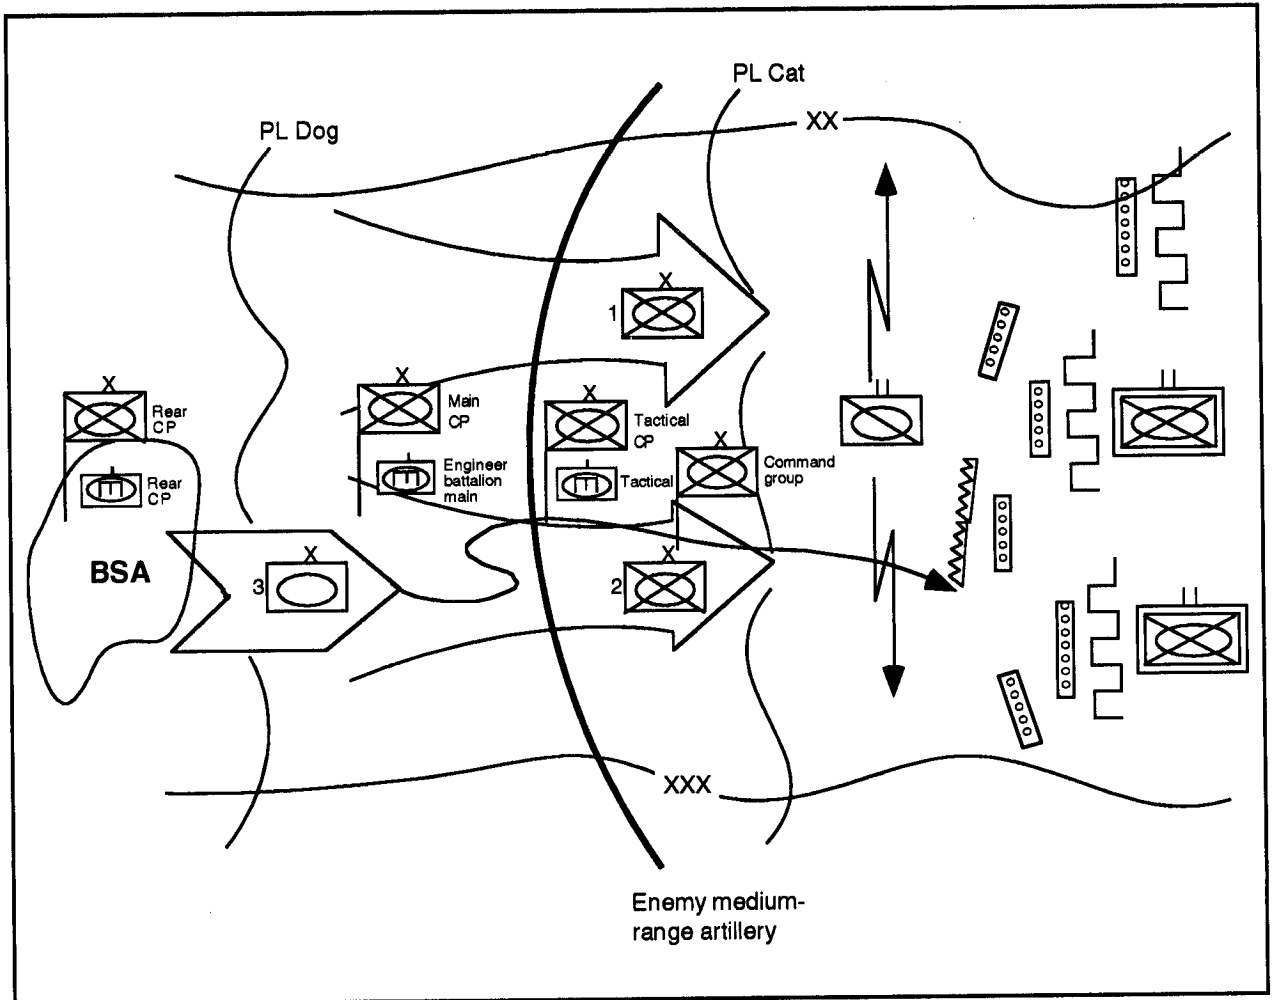 PL Cat
XX
PL Dog
X
1
X
Rear
CP
X
Main
CP
X
Tactical
CP
X
Command
group
Rear
CP
Engineer
battalion
main
Tactical
BSA
X
3
X
2
XXX
Enemy medium-
range artillery